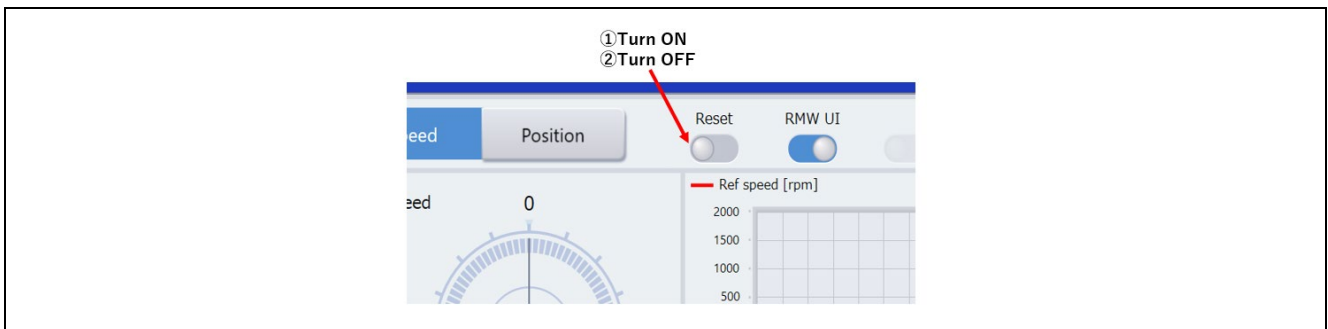 ①Turn ON
②Turn OFF
eed
Position
Reset
RMW UI
eed
0
Ref speed [rpm]
2000
1500
1000
500